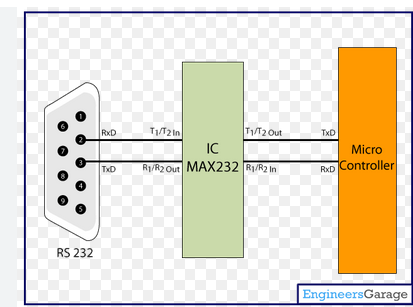 1
6
2
7
3
8
4
9
5
RxD
TxD
RS 232
T1/T2 In
R1/R2 Out
IC
MAX232
T1/T2 Out
R1/R2 In
TxD
RxD
Micro
Controller
EngineersGarage